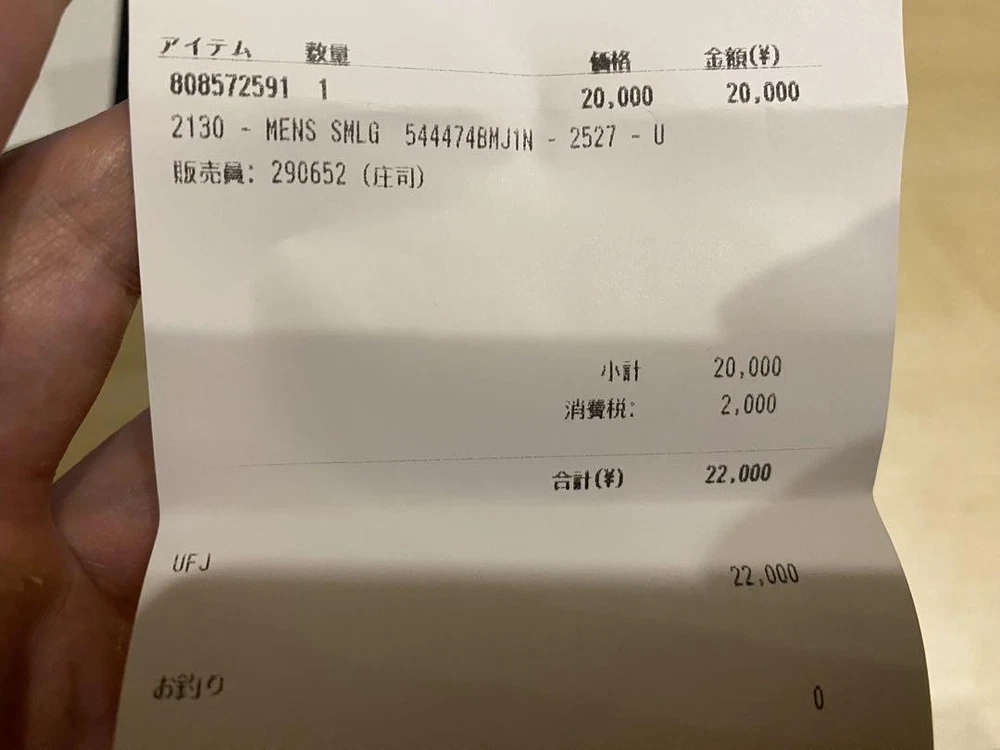 アイテム 数量 価格 金額(¥)
808572591 1 20,000 20,000
2130 - MENS SMLG 544474BMJ1N - 2527 - U
販売員: 290652 (庄司)
小計 20,000
消費税: 2,000
合計(¥) 22,000
UFJ 22,000
お釣り 0